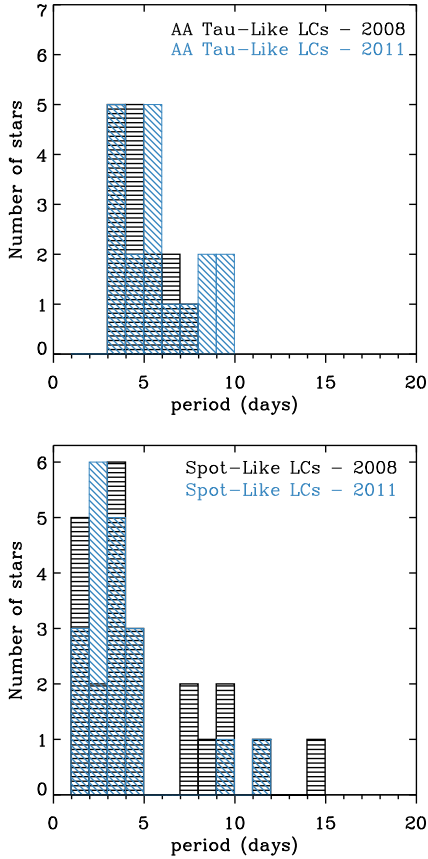 7
AA Tau-Like LCs - 2008
AA Tau-Like LCs - 2011
6
5
4
3
2
1
0
Number of stars
0 5 10 15 20
period (days)
6
Spot-Like LCs - 2008
Spot-Like LCs - 2011
5
4
3
2
1
0
Number of stars
0 5 10 15 20
period (days)